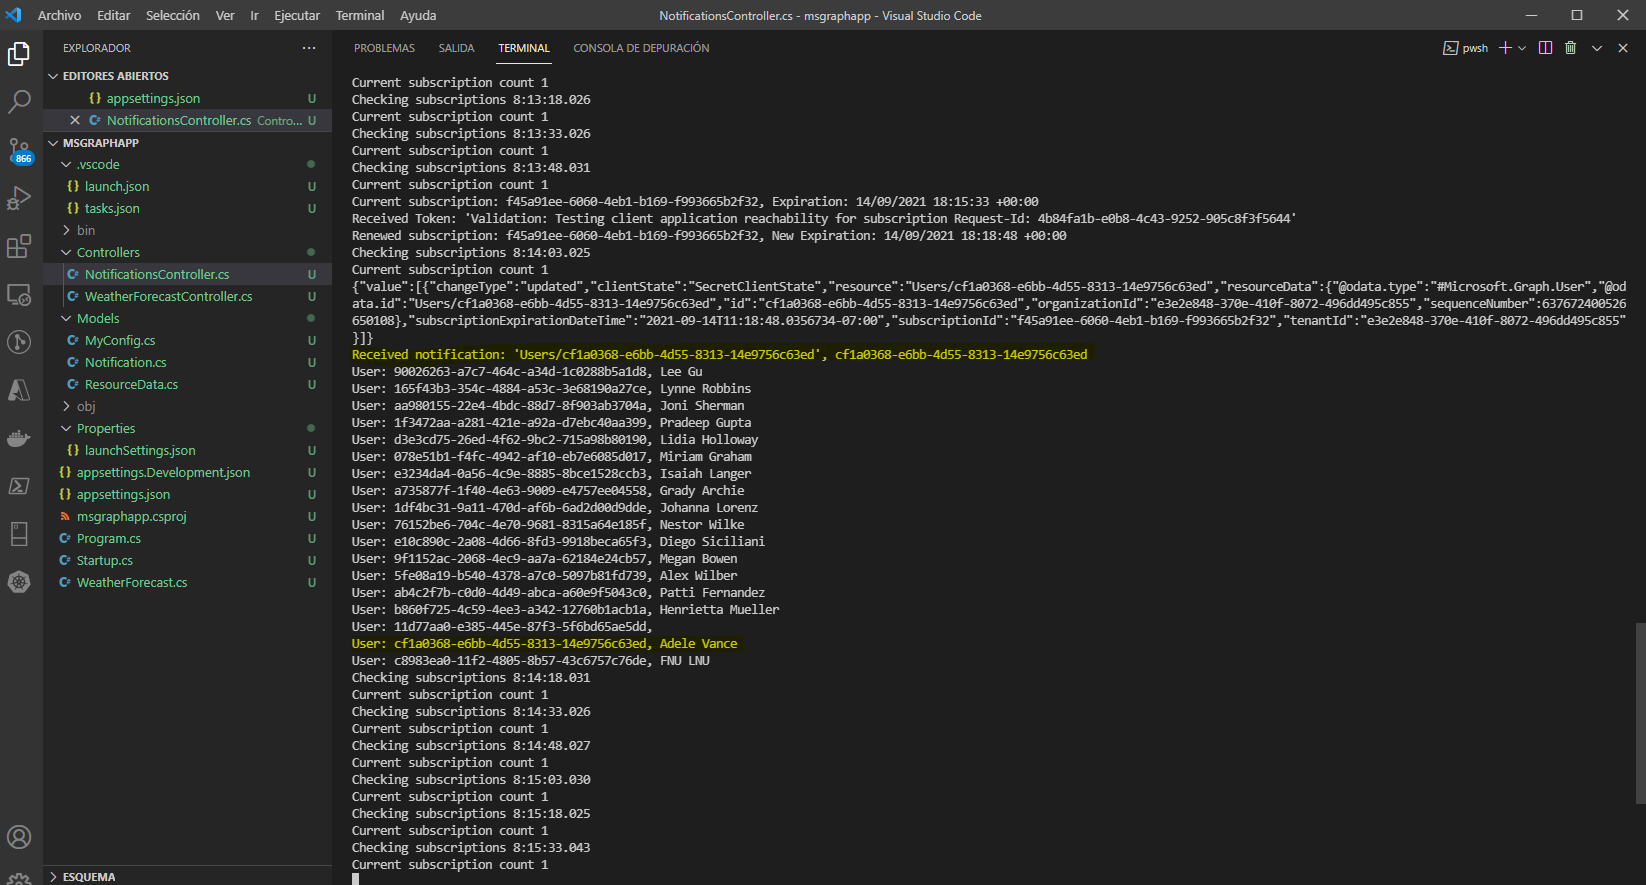 Archivo Editar Selección Ver Ir Ejecutar Terminal Ayuda
NotificationsController.cs - msgraphapp - Visual Studio Code
EXPLORADOR
EDITORES ABIERTOS
{} appsettings.json U
C# NotificationsController.cs Contro... U
MSGRAPHAPP
.vscode
{} launch.json U
{} tasks.json U
bin
Controllers
C# NotificationsController.cs U
C# WeatherForecastController.cs U
Models
C# MyConfig.cs U
C# Notification.cs U
C# ResourceData.cs U
obj
Properties
{} launchSettings.json U
{} appsettings.Development.json U
{} appsettings.json U
msgraphapp.csproj U
C# Program.cs U
C# Startup.cs U
C# WeatherForecast.cs U
ESQUEMA
866
PROBLEMAS SALIDA TERMINAL CONSOLA DE DEPURACIÓN
pwsh
Current subscription count 1
Checking subscriptions 8:13:18.026
Current subscription count 1
Checking subscriptions 8:13:33.026
Current subscription count 1
Checking subscriptions 8:13:48.031
Current subscription count 1
Current subscription: f45a91ee-6060-4eb1-b169-f993665b2f32, Expiration: 14/09/2021 18:15:33 +00:00
Received Token: 'Validation: Testing client application reachability for subscription Request-Id: 4b84fa1b-e0b8-4c43-9252-905c8f3f5644'
Renewed subscription: f45a91ee-6060-4eb1-b169-f993665b2f32, New Expiration: 14/09/2021 18:18:48 +00:00
Checking subscriptions 8:14:03.025
Current subscription count 1
{"value":[{"changeType":"updated","clientState":"SecretClientState","resource":"Users/cf1a0368-e6bb-4d55-8313-14e9756c63ed","resourceData":{"@odata.type":"#Microsoft.Graph.User","@od
ata.id":"Users/cf1a0368-e6bb-4d55-8313-14e9756c63ed","id":"cf1a0368-e6bb-4d55-8313-14e9756c63ed","organizationId":"e3e2e848-370e-410f-8072-496dd495c855","sequenceNumber":637672400526
650108},"subscriptionExpirationDateTime":"2021-09-14T11:18:48.0356734-07:00","subscriptionId":"f45a91ee-6060-4eb1-b169-f993665b2f32","tenantId":"e3e2e848-370e-410f-8072-496dd495c855"
}]}
Received notification: 'Users/cf1a0368-e6bb-4d55-8313-14e9756c63ed', cf1a0368-e6bb-4d55-8313-14e9756c63ed
User: 90026263-a7c7-464c-a34d-1c0288b5a1d8, Lee Gu
User: 165f43b3-354c-4884-a53c-3e68190a27ce, Lynne Robbins
User: aa980155-22e4-4bdc-88d7-8f903ab3704a, Joni Sherman
User: 1f3472aa-a281-421e-a92a-d7ebc40aa399, Pradeep Gupta
User: d3e3cd75-26ed-4f62-9bc2-715a98b80190, Lidia Holloway
User: 078e51b1-f4fc-4942-af10-eb7e6085d017, Miriam Graham
User: e3234da4-0a56-4c9e-8885-8bce1528ccb3, Isaiah Langer
User: a735877f-1f40-4e63-9009-e4757ee04558, Grady Archie
User: 1df4bc31-9a11-470d-af6b-6ad2d00d9dde, Johanna Lorenz
User: 76152be6-704c-4e70-9681-8315a64e185f, Nestor Wilke
User: e10c890c-2a08-4d66-8fd3-9918beca65f3, Diego Siciliani
User: 9f1152ac-2068-4ec9-aa7a-62184e24cb57, Megan Bowen
User: 5fe08a19-b540-4378-a7c0-5097b81fd739, Alex Wilber
User: ab4c2f7b-c0d0-4d49-abca-a60e9f5043c0, Patti Fernandez
User: b860f725-4c59-4ee3-a342-12760b1acb1a, Henrietta Mueller
User: 11d77aa0-e385-445e-87f3-5f6bd65ae5dd,
User: cf1a0368-e6bb-4d55-8313-14e9756c63ed, Adele Vance
User: c8983ea0-11f2-4805-8b57-43c6757c76de, FNU LNU
Checking subscriptions 8:14:18.031
Current subscription count 1
Checking subscriptions 8:14:33.026
Current subscription count 1
Checking subscriptions 8:14:48.027
Current subscription count 1
Checking subscriptions 8:15:03.030
Current subscription count 1
Checking subscriptions 8:15:18.025
Current subscription count 1
Checking subscriptions 8:15:33.043
Current subscription count 1